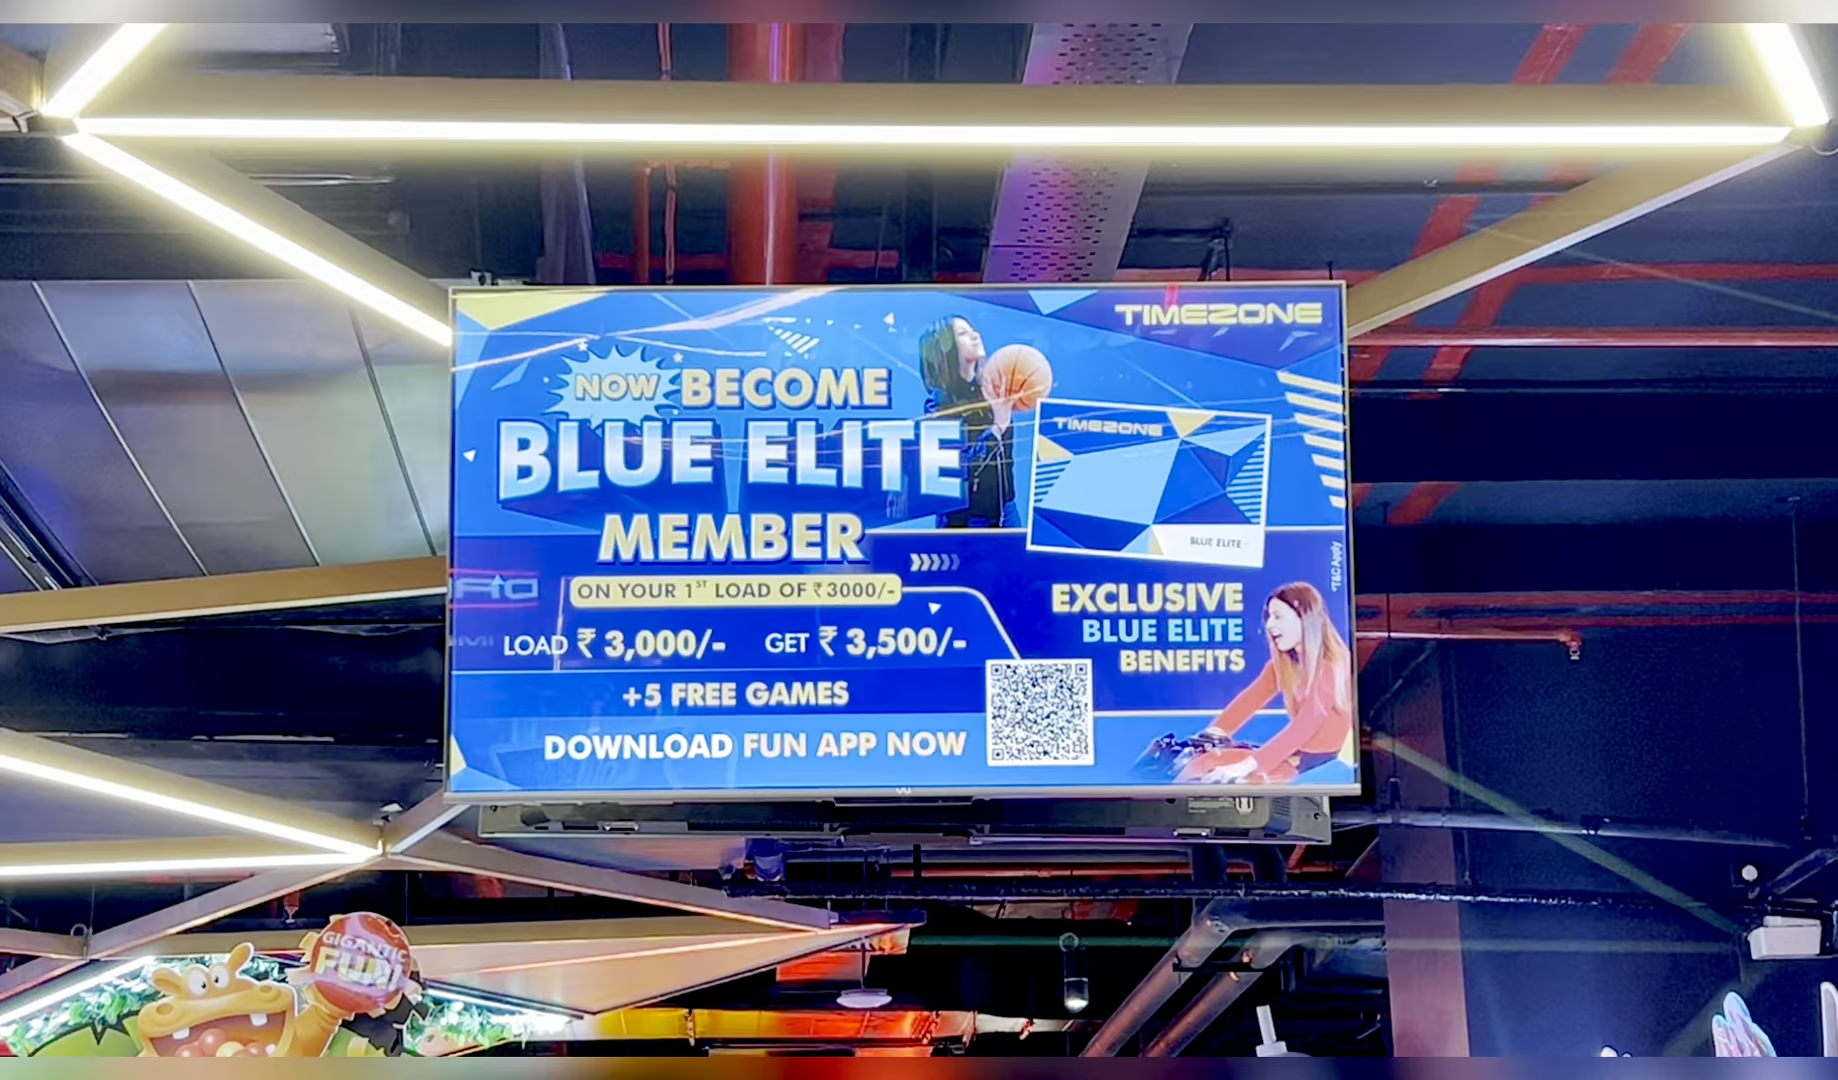 TIMEZONE
NOW BECOME
BLUE ELITE
MEMBER
ON YOUR 1ST LOAD OF ₹3000/-
LOAD ₹ 3,000/- GET ₹ 3,500/-
+5 FREE GAMES
DOWNLOAD FUN APP NOW
TIMEZONE
BLUE ELITE
*T&C Apply
EXCLUSIVE
BLUE ELITE
BENEFITS
GIGANTIC
FUN!